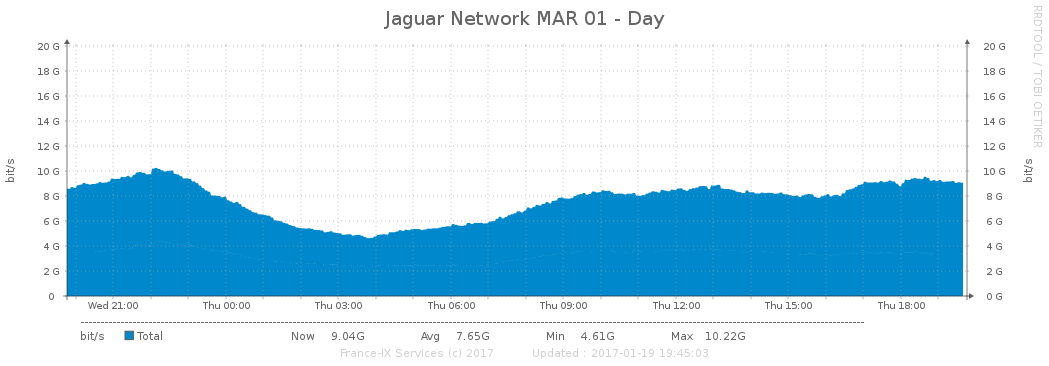 Jaguar Network MAR 01 - Day
RRDTOOL / TOBI OETIKER
bit/s
bit/s
20 G 20 G
18 G 18 G
16 G 16 G
14 G 14 G
12 G 12 G
10 G 10 G
8 G 8 G
6 G 6 G
4 G 4 G
2 G 2 G
0 0 G
Wed 21:00 Thu 00:00 Thu 03:00 Thu 06:00 Thu 09:00 Thu 12:00 Thu 15:00 Thu 18:00
bit/s Total Now 9.04G Avg 7.65G Min 4.61G Max 10.22G
France-IX Services (c) 2017 Updated : 2017-01-19 19:45:03